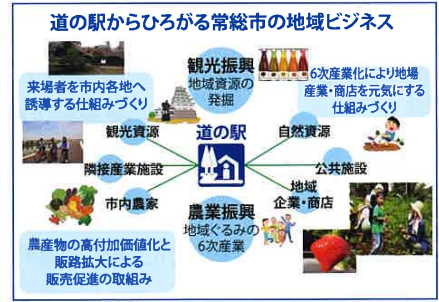 道の駅からひろがる常総市の地域ビジネス
来場者を市内各地へ
誘導する仕組みづくり
観光振興
地域資源の
発掘
6次産業化により地場
産業・商店を元気にする
仕組みづくり
観光資源
道の駅
自然資源
隣接産業施設
公共施設
市内農家
地域
企業・商店
農業振興
地域ぐるみの
6次産業
農産物の高付加価値化と
販路拡大による
販売促進の取組み